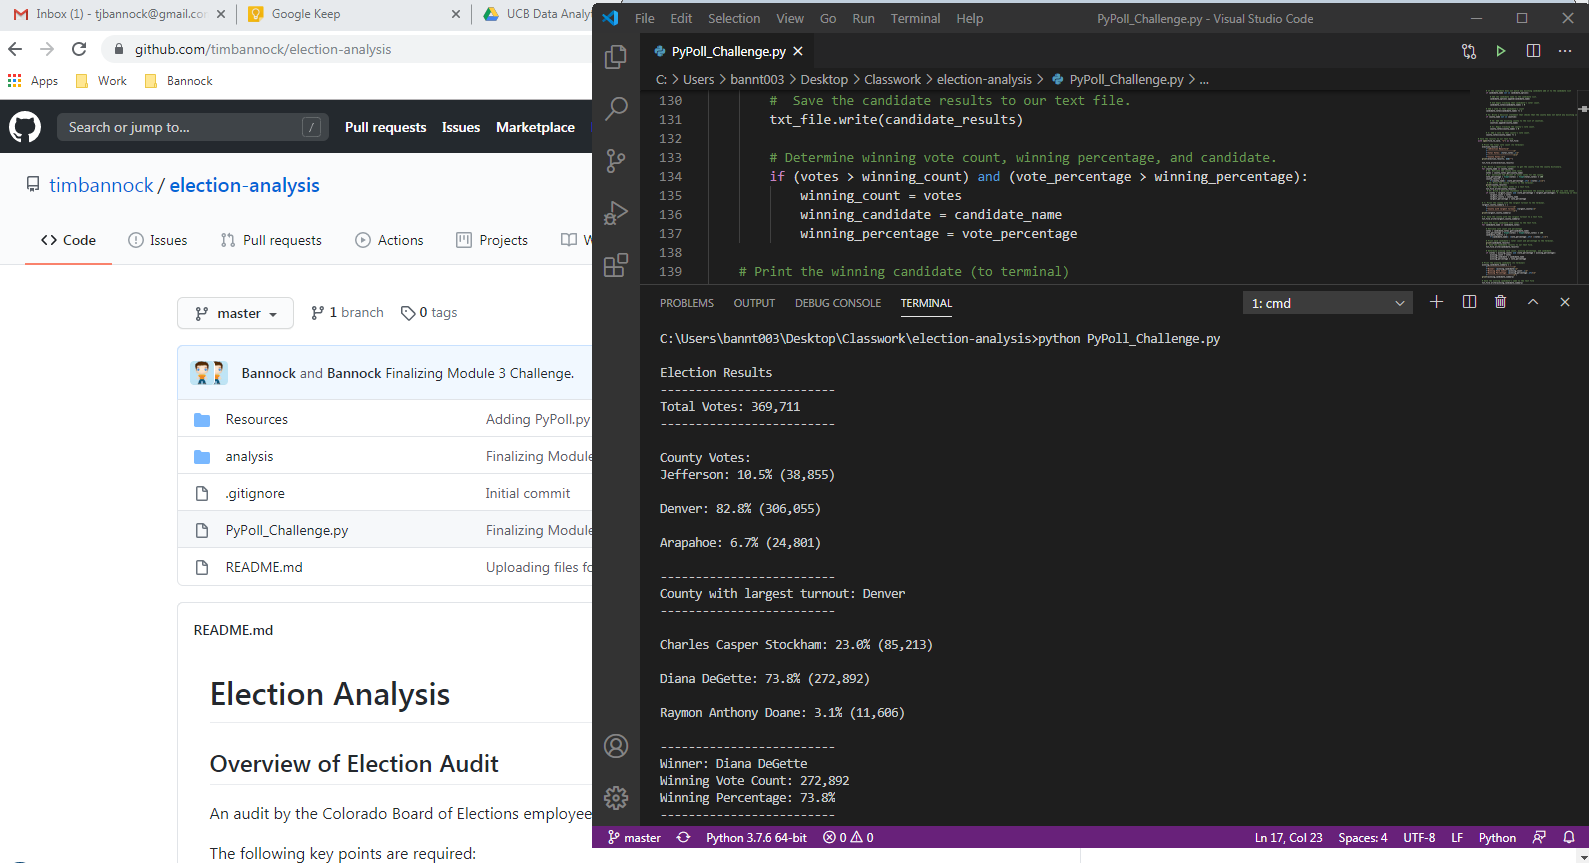 Inbox (1) - tjbannock@gmail.co
Google Keep
UCB Data Analy
github.com/timbannock/election-analysis
Apps
Work
Bannock
Search or jump to...
/
Pull requests
Issues
Marketplace
timbannock / election-analysis
Code
Issues
Pull requests
Actions
Projects
W
master
1 branch
0 tags
Bannock and Bannock Finalizing Module 3 Challenge.
Resources
Adding PyPoll.py
analysis
Finalizing Module
.gitignore
Initial commit
PyPoll_Challenge.py
Finalizing Module
README.md
Uploading files fo
README.md
Election Analysis
Overview of Election Audit
An audit by the Colorado Board of Elections employee
The following key points are required:
File Edit Selection View Go Run Terminal Help
PyPoll_Challenge.py - Visual Studio Code
PyPoll_Challenge.py
C: > Users > bannt003 > Desktop > Classwork > election-analysis > PyPoll_Challenge.py > ...
130 # Save the candidate results to our text file.
131 txt_file.write(candidate_results)
132
133 # Determine winning vote count, winning percentage, and candidate.
134 if (votes > winning_count) and (vote_percentage > winning_percentage):
135 winning_count = votes
136 winning_candidate = candidate_name
137 winning_percentage = vote_percentage
138
139 # Print the winning candidate (to terminal)
PROBLEMS OUTPUT DEBUG CONSOLE TERMINAL
1: cmd
C:\Users\bannt003\Desktop\Classwork\election-analysis>python PyPoll_Challenge.py
Election Results
-------------------------
Total Votes: 369,711
-------------------------
County Votes:
Jefferson: 10.5% (38,855)
Denver: 82.8% (306,055)
Arapahoe: 6.7% (24,801)
-------------------------
County with largest turnout: Denver
-------------------------
Charles Casper Stockham: 23.0% (85,213)
Diana DeGette: 73.8% (272,892)
Raymon Anthony Doane: 3.1% (11,606)
-------------------------
Winner: Diana DeGette
Winning Vote Count: 272,892
Winning Percentage: 73.8%
-------------------------
master
Python 3.7.6 64-bit
0
0
Ln 17, Col 23
Spaces: 4
UTF-8
LF
Python